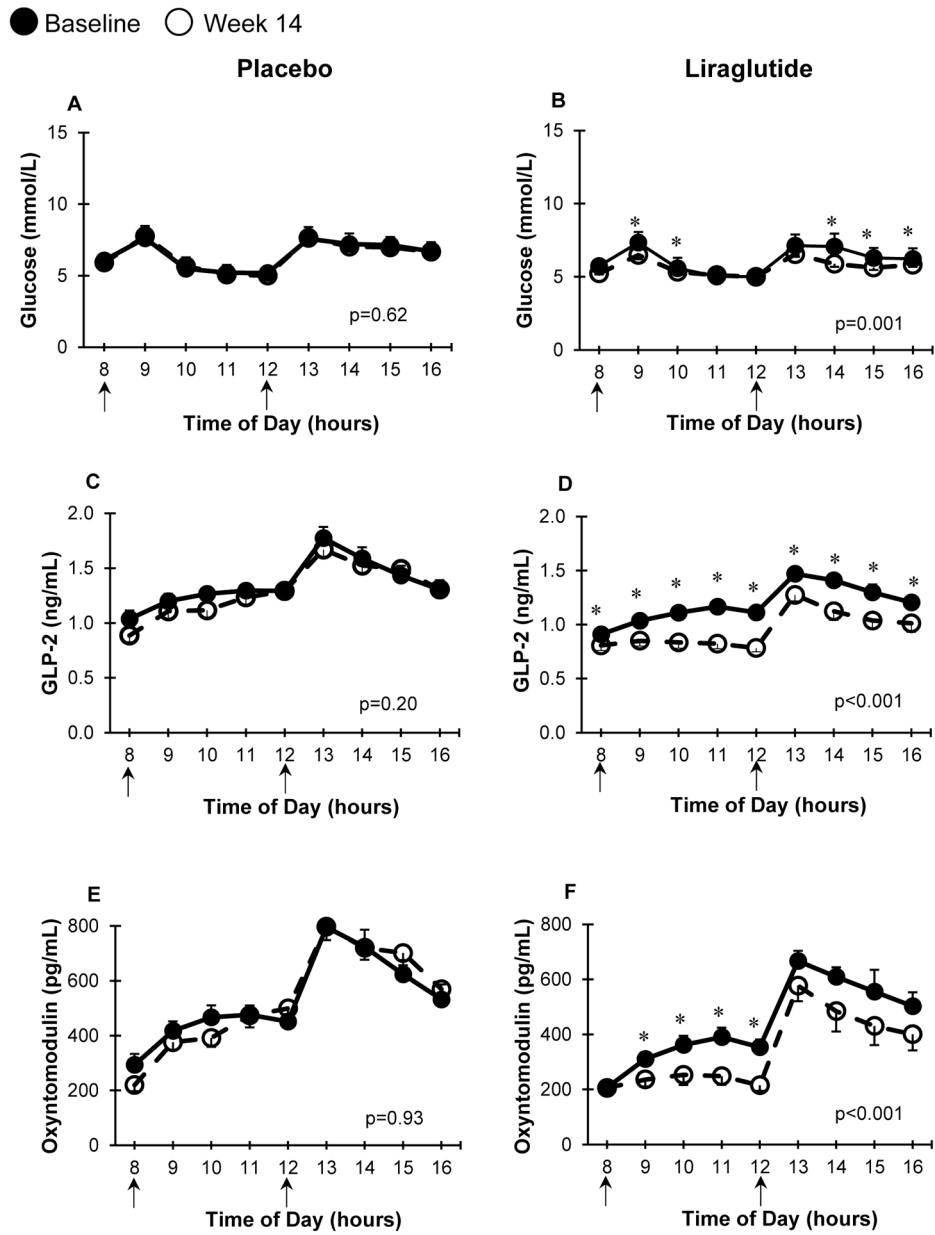 Baseline Week 14
Placebo Liraglutide
A
Glucose (mmol/L)
15
10
5
0
p=0.62
8 9 10 11 12 13 14 15 16
Time of Day (hours)
B
Glucose (mmol/L)
15
10
5
0
* * * * *
p=0.001
8 9 10 11 12 13 14 15 16
Time of Day (hours)
C
GLP-2 (ng/mL)
2.0
1.5
1.0
0.5
0.0
p=0.20
8 9 10 11 12 13 14 15 16
Time of Day (hours)
D
GLP-2 (ng/mL)
2.0
1.5
1.0
0.5
0.0
* * * * * * * * *
p<0.001
8 9 10 11 12 13 14 15 16
Time of Day (hours)
E
Oxyntomodulin (pg/mL)
800
600
400
200
0
p=0.93
8 9 10 11 12 13 14 15 16
Time of Day (hours)
F
Oxyntomodulin (pg/mL)
800
600
400
200
0
* * * *
p<0.001
8 9 10 11 12 13 14 15 16
Time of Day (hours)